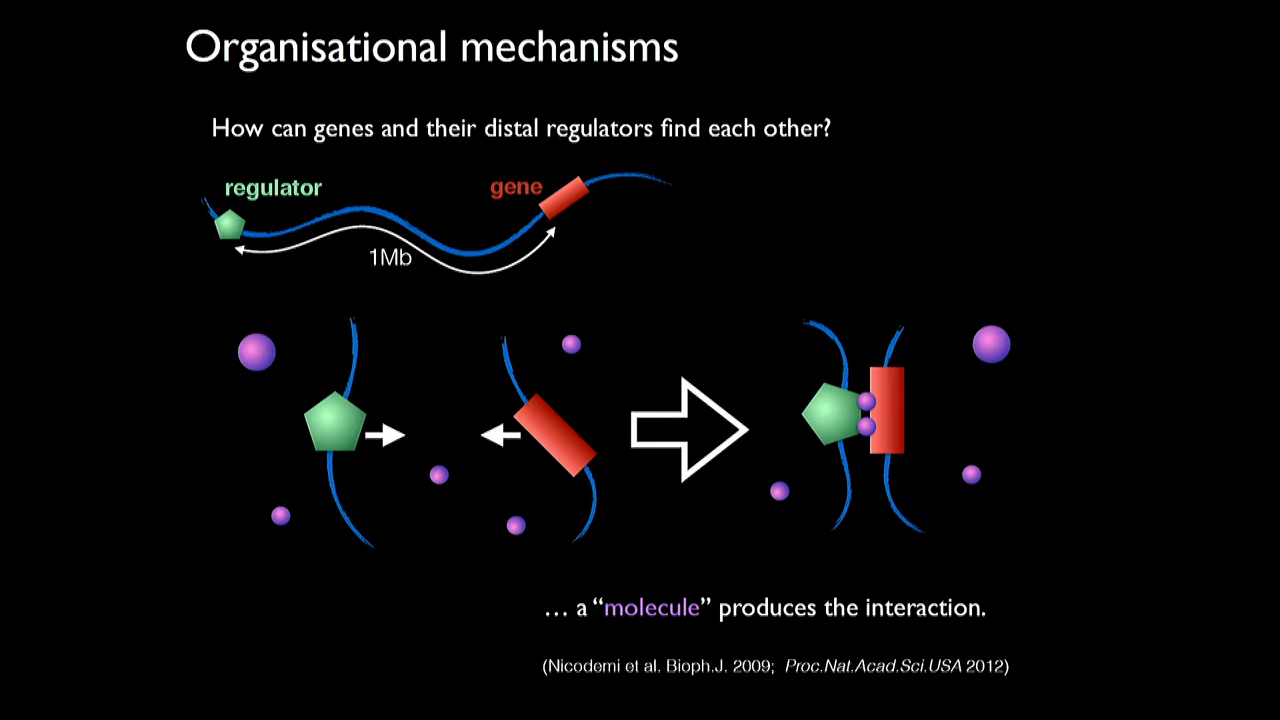 Organisational mechanisms
How can genes and their distal regulators find each other?
regulator
gene
1Mb
… a “molecule” produces the interaction.
(Nicodemi et al. Bioph.J. 2009; Proc.Nat.Acad.Sci.USA 2012)